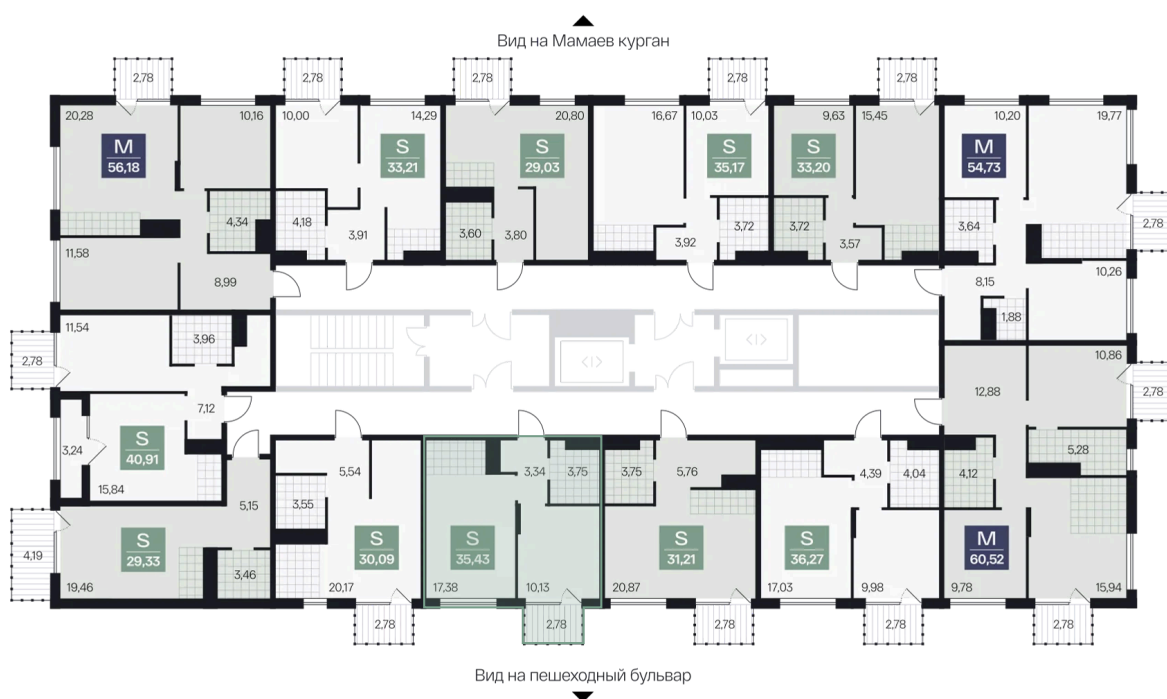 Вид на Мамаев курган
2,78 2,78 2,78 2,78 2,78
20,28 10,16 10,00 14,29 20,80 16,67 10,03 9,63 15,45 10,20 19,77
M S S S S M
56,18 33,21 29,03 35,17 33,20 54,73
4,34 4,18 3,91 3,60 3,80 3,92 3,72 3,72 3,57 3,64 2,78
11,58 8,99 8,15 10,26
1,88
11,54 3,96
2,78 10,86
7,12 12,88 2,78
3,24 S 40,91
15,84
5,54 3,34 3,75 3,75 5,76 4,39 4,04 4,12 5,28
5,15 3,55
4,19 S 29,33 S 30,09 S 35,43 S 31,21 S 36,27 M 60,52
3,46
19,46 20,17 17,38 10,13 20,87 17,03 9,98 9,78 15,94
2,78 2,78 2,78 2,78 2,78
Вид на пешеходный бульвар